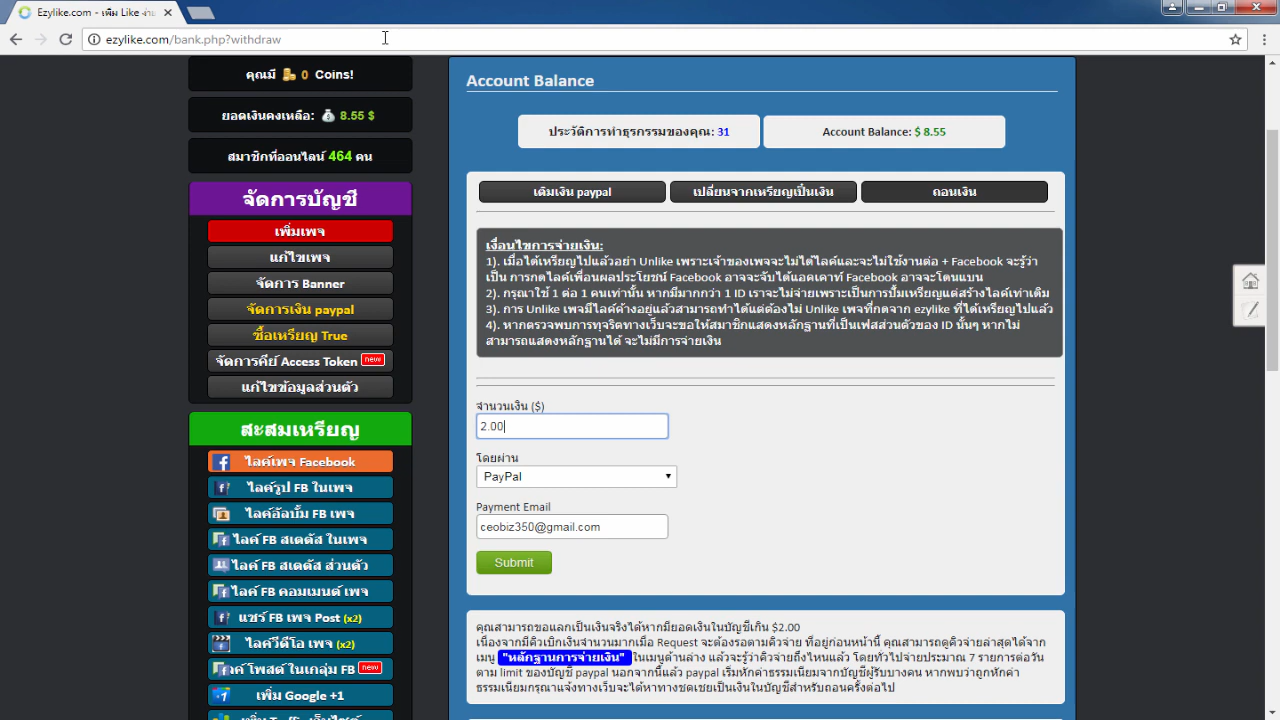 Ezylike.com - เพิ่ม Like
ezylike.com/bank.php?withdraw
คุณมี 0 Coins!
ยอดเงินคงเหลือ: 8.55 $
สมาชิกที่ออนไลน์ 464 คน
จัดการบัญชี
เพิ่มเพจ
แก้ไขเพจ
จัดการ Banner
จัดการเงิน paypal
ซื้อเหรียญ True
จัดการคีย์ Access Token new
แก้ไขข้อมูลส่วนตัว
สะสมเหรียญ
ไลค์เพจ Facebook
ไลค์รูป FB ในเพจ
ไลค์อัลบั้ม FB เพจ
ไลค์ FB สเตตัส ในเพจ
ไลค์ FB สเตตัส ส่วนตัว
ไลค์ FB คอมเมนต์ เพจ
แชร์ FB เพจ Post (x2)
ไลค์วีดีโอ เพจ (x2)
โพสต์ ในเกลุ่ม FB new
เพิ่ม Google +1
Account Balance
ประวัติการทำธุรกรรมของคุณ: 31
Account Balance: $ 8.55
เติมเงิน paypal
เปลี่ยนจากเหรียญเป็นเงิน
ถอนเงิน
เงื่อนไขการจ่ายเงิน:
1). เมื่อได้เหรียญไปแล้วอย่า Unlike เพราะเจ้าของเพจจะไม่ได้ไลค์และจะไม่ใช้งานต่อ + Facebook จะรู้ว่า
เป็น การกดไลค์เพื่อนผลประโยชน์ Facebook อาจจะจับได้แอคเคาท์ Facebook อาจจะโดนแบน
2). กรุณาใช้ 1 ต่อ 1 คนเท่านั้น หากมีมากกว่า 1 ID เราจะไม่จ่ายเพราะเป็นการปั้มเหรียญแต่สร้างไลค์เท่าเดิม
3). การ Unlike เพจมีไลค์ค้างอยู่แล้วสามารถทำได้แต่ต้องไม่ Unlike เพจที่กดจาก ezylike ที่ได้เหรียญไปแล้ว
4). หากตรวจพบการทุจริตทางเว็บจะขอให้สมาชิกแสดงหลักฐานที่เป็นเฟสส่วนตัวของ ID นั้นๆ หากไม่
สามารถแสดงหลักฐานได้ จะไม่มีการจ่ายเงิน
จำนวนเงิน ($)
2.00
โดยผ่าน
PayPal
Payment Email
ceobiz350@gmail.com
Submit
คุณสามารถขอแลกเป็นเงินจริงได้หากมียอดเงินในบัญชีเกิน $2.00
เนื่องจากมีคิวเบิกเงินจำนวนมากเมื่อ Request จะต้องรอตามคิวจ่าย ที่อยู่ก่อนหน้านี้ คุณสามารถดูคิวจ่ายล่าสุดได้จาก
เมนู "หลักฐานการจ่ายเงิน" ในเมนูด้านล่าง แล้วจะรู้ว่าคิวจ่ายถึงไหนแล้ว โดยทั่วไปจ่ายประมาณ 7 รายการต่อวัน
ตาม limit ของบัญชี paypal นอกจากนี้แล้ว paypal เริ่มหักค่าธรรมเนียมจากบัญชีผู้รับบางคน หากพบว่าถูกหักค่า
ธรรมเนียมกรุณาแจ้งทางเว็บจะได้หาทางชดเชยเป็นเงินในบัญชีสำหรับถอนครั้งต่อไป